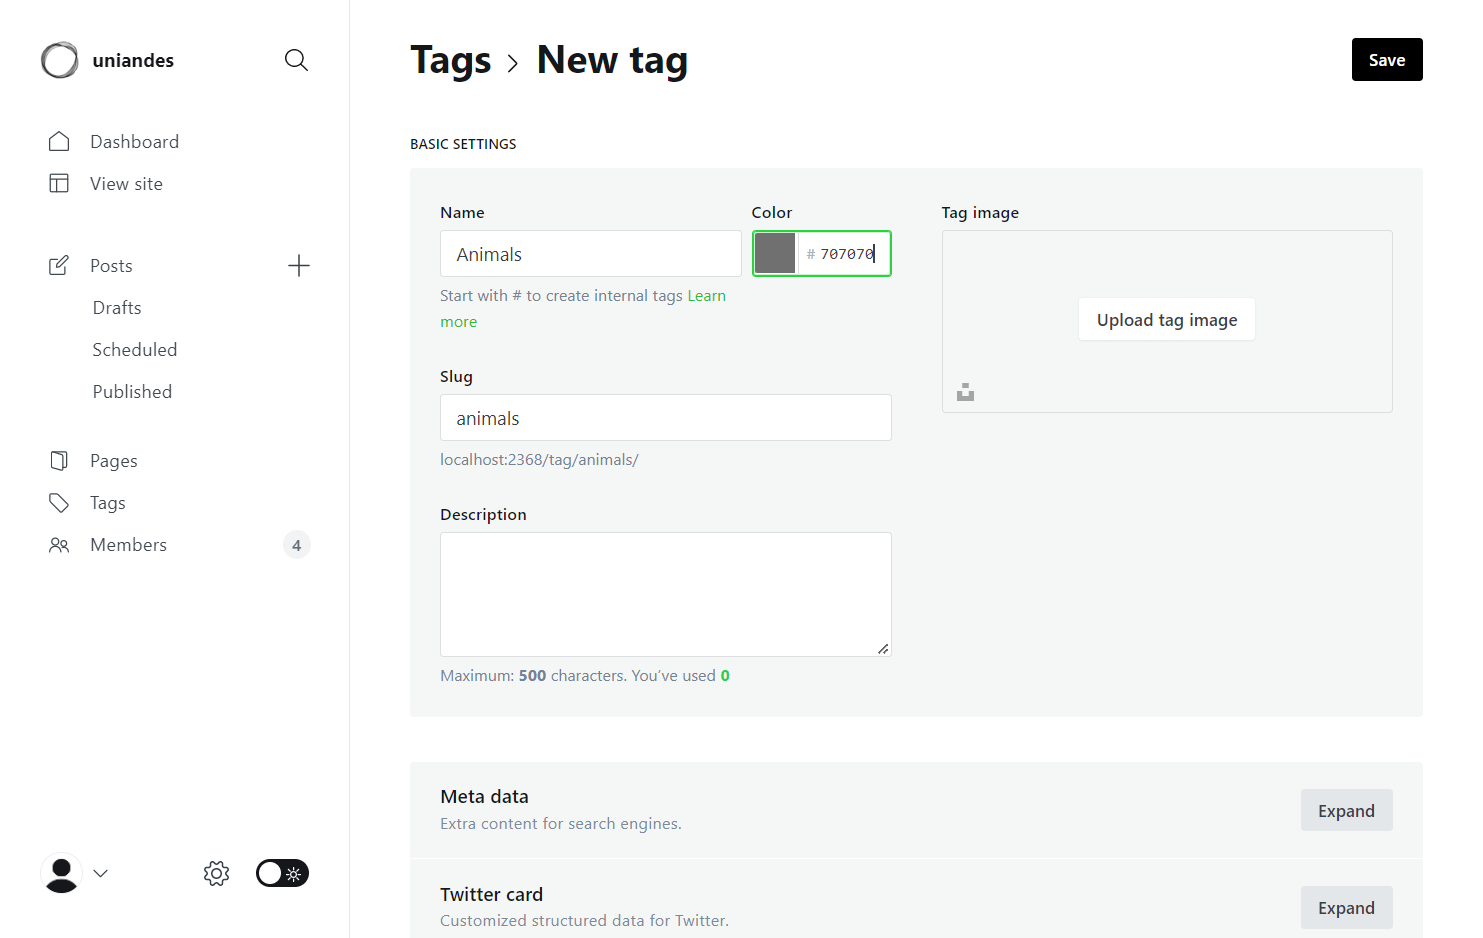 uniandes
Dashboard
View site
Posts
Drafts
Scheduled
Published
Pages
Tags
Members 4
Tags › New tag
Save
BASIC SETTINGS
Name Color Tag image
Animals # 707070
Start with # to create internal tags Learn
more
Upload tag image
Slug
animals
localhost:2368/tag/animals/
Description
Maximum: 500 characters. You’ve used 0
Meta data
Extra content for search engines.
Expand
Twitter card
Customized structured data for Twitter.
Expand